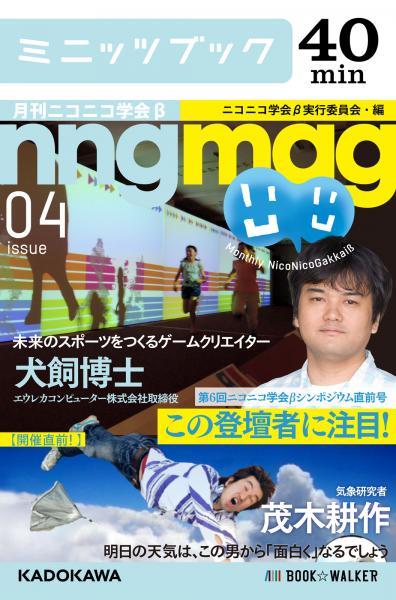 ミニッツブック
40
min
月刊ニコニコ学会β
ニコニコ学会β実行委員会・編
nngmag
04
issue
Monthly NicoNicoGakkaiβ
未来のスポーツをつくるゲームクリエイター
犬飼博士
エウレカコンピューター株式会社取締役
第6回ニコニコ学会βシンポジウム直前号
この登壇者に注目!
【開催直前!】
気象研究者
茂木耕作
明日の天気は、この男から「面白く」なるでしょう
KADOKAWA
BOOK☆WALKER